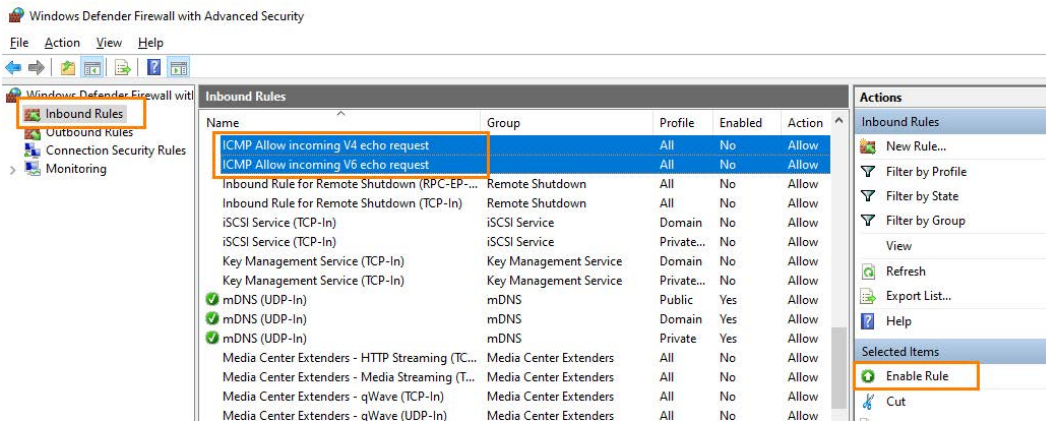 Windows Defender Firewall with Advanced Security
File Action View Help
Windows Defender Firewall witl
Inbound Rules
Outbound Rules
Connection Security Rules
Monitoring
Inbound Rules
Name Group Profile Enabled Action
ICMP Allow incoming V4 echo request All No Allow
ICMP Allow incoming V6 echo request All No Allow
Inbound Rule for Remote Shutdown (RPC-EP-... Remote Shutdown All No Allow
Inbound Rule for Remote Shutdown (TCP-In) Remote Shutdown All No Allow
iSCSI Service (TCP-In) iSCSI Service Domain No Allow
iSCSI Service (TCP-In) iSCSI Service Private... No Allow
Key Management Service (TCP-In) Key Management Service Domain No Allow
Key Management Service (TCP-In) Key Management Service Private... No Allow
mDNS (UDP-In) mDNS Public Yes Allow
mDNS (UDP-In) mDNS Domain Yes Allow
mDNS (UDP-In) mDNS Private Yes Allow
Media Center Extenders - HTTP Streaming (TC... Media Center Extenders All No Allow
Media Center Extenders - Media Streaming (T... Media Center Extenders All No Allow
Media Center Extenders - qWave (TCP-In) Media Center Extenders All No Allow
Media Center Extenders - qWave (UDP-In) Media Center Extenders All No Allow
Actions
Inbound Rules
New Rule...
Filter by Profile
Filter by State
Filter by Group
View
Refresh
Export List...
Help
Selected Items
Enable Rule
Cut